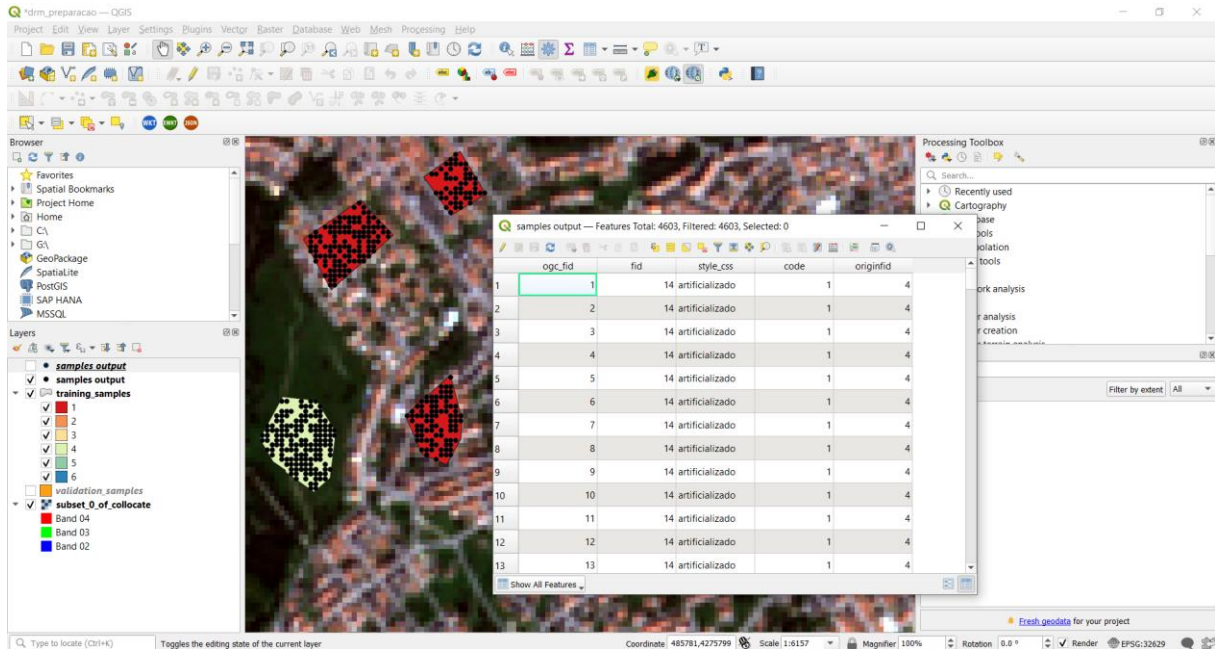 *drm_preparacao — QGIS
Project Edit View Layer Settings Plugins Vector Raster Database Web Mesh Processing Help
WKT EWKT JSON
Browser
Favorites
Spatial Bookmarks
Project Home
Home
C:\
G:\
GeoPackage
SpatiaLite
PostGIS
SAP HANA
MSSQL
Layers
samples output
samples output
training_samples
1
2
3
4
5
6
validation_samples
subset_0_of_collocate
Band 04
Band 03
Band 02
samples output — Features Total: 4603, Filtered: 4603, Selected: 0
ogc_fid fid style_css code originfid
1 1 14 artificializado 1 4
2 2 14 artificializado 1 4
3 3 14 artificializado 1 4
4 4 14 artificializado 1 4
5 5 14 artificializado 1 4
6 6 14 artificializado 1 4
7 7 14 artificializado 1 4
8 8 14 artificializado 1 4
9 9 14 artificializado 1 4
10 10 14 artificializado 1 4
11 11 14 artificializado 1 4
12 12 14 artificializado 1 4
13 13 14 artificializado 1 4
Show All Features
Processing Toolbox
Search...
Recently used
Cartography
base
ools
olation
tools
ork analysis
r analysis
r creation
Filter by extent All
Fresh geodata for your project
Type to locate (Ctrl+K) Toggles the editing state of the current layer Coordinate 485781,4275799 Scale 1:6157 Magnifier 100% Rotation 0.0 ° Render EPSG:32629